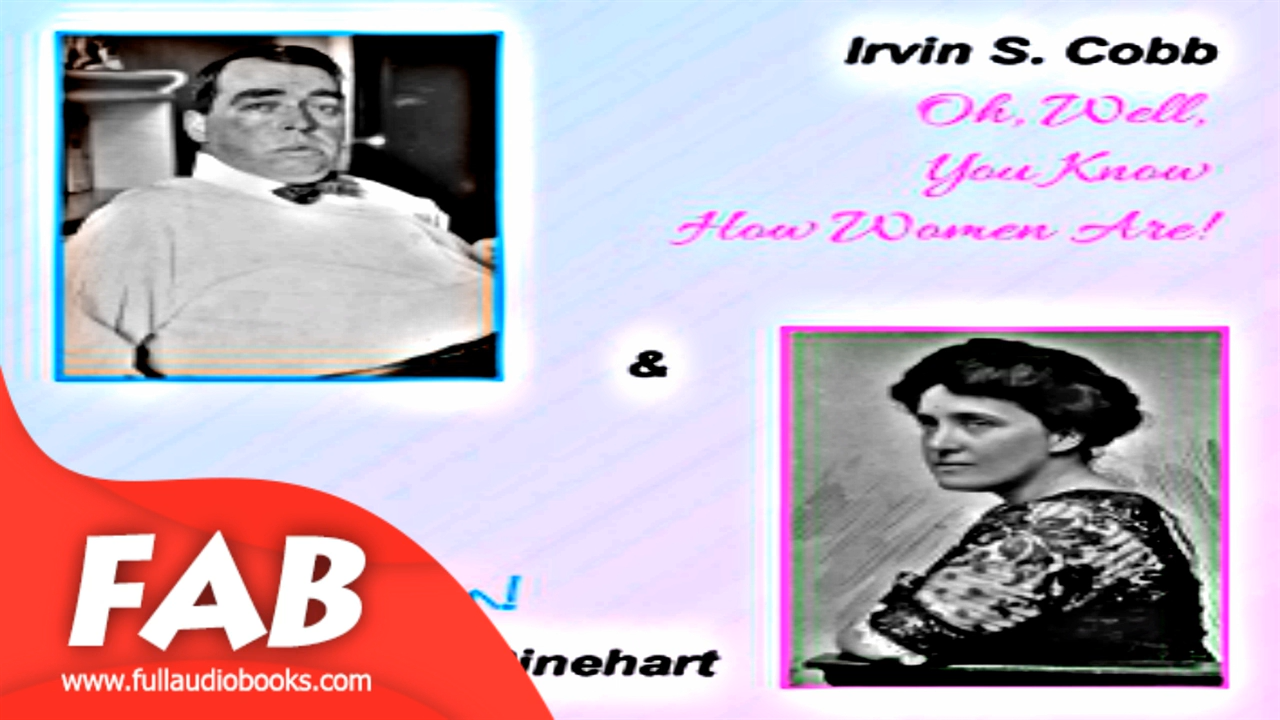 Irvin S. Cobb
Oh, Well,
You Know
How Women Are!
&
FAB
www.fullaudiobooks.com